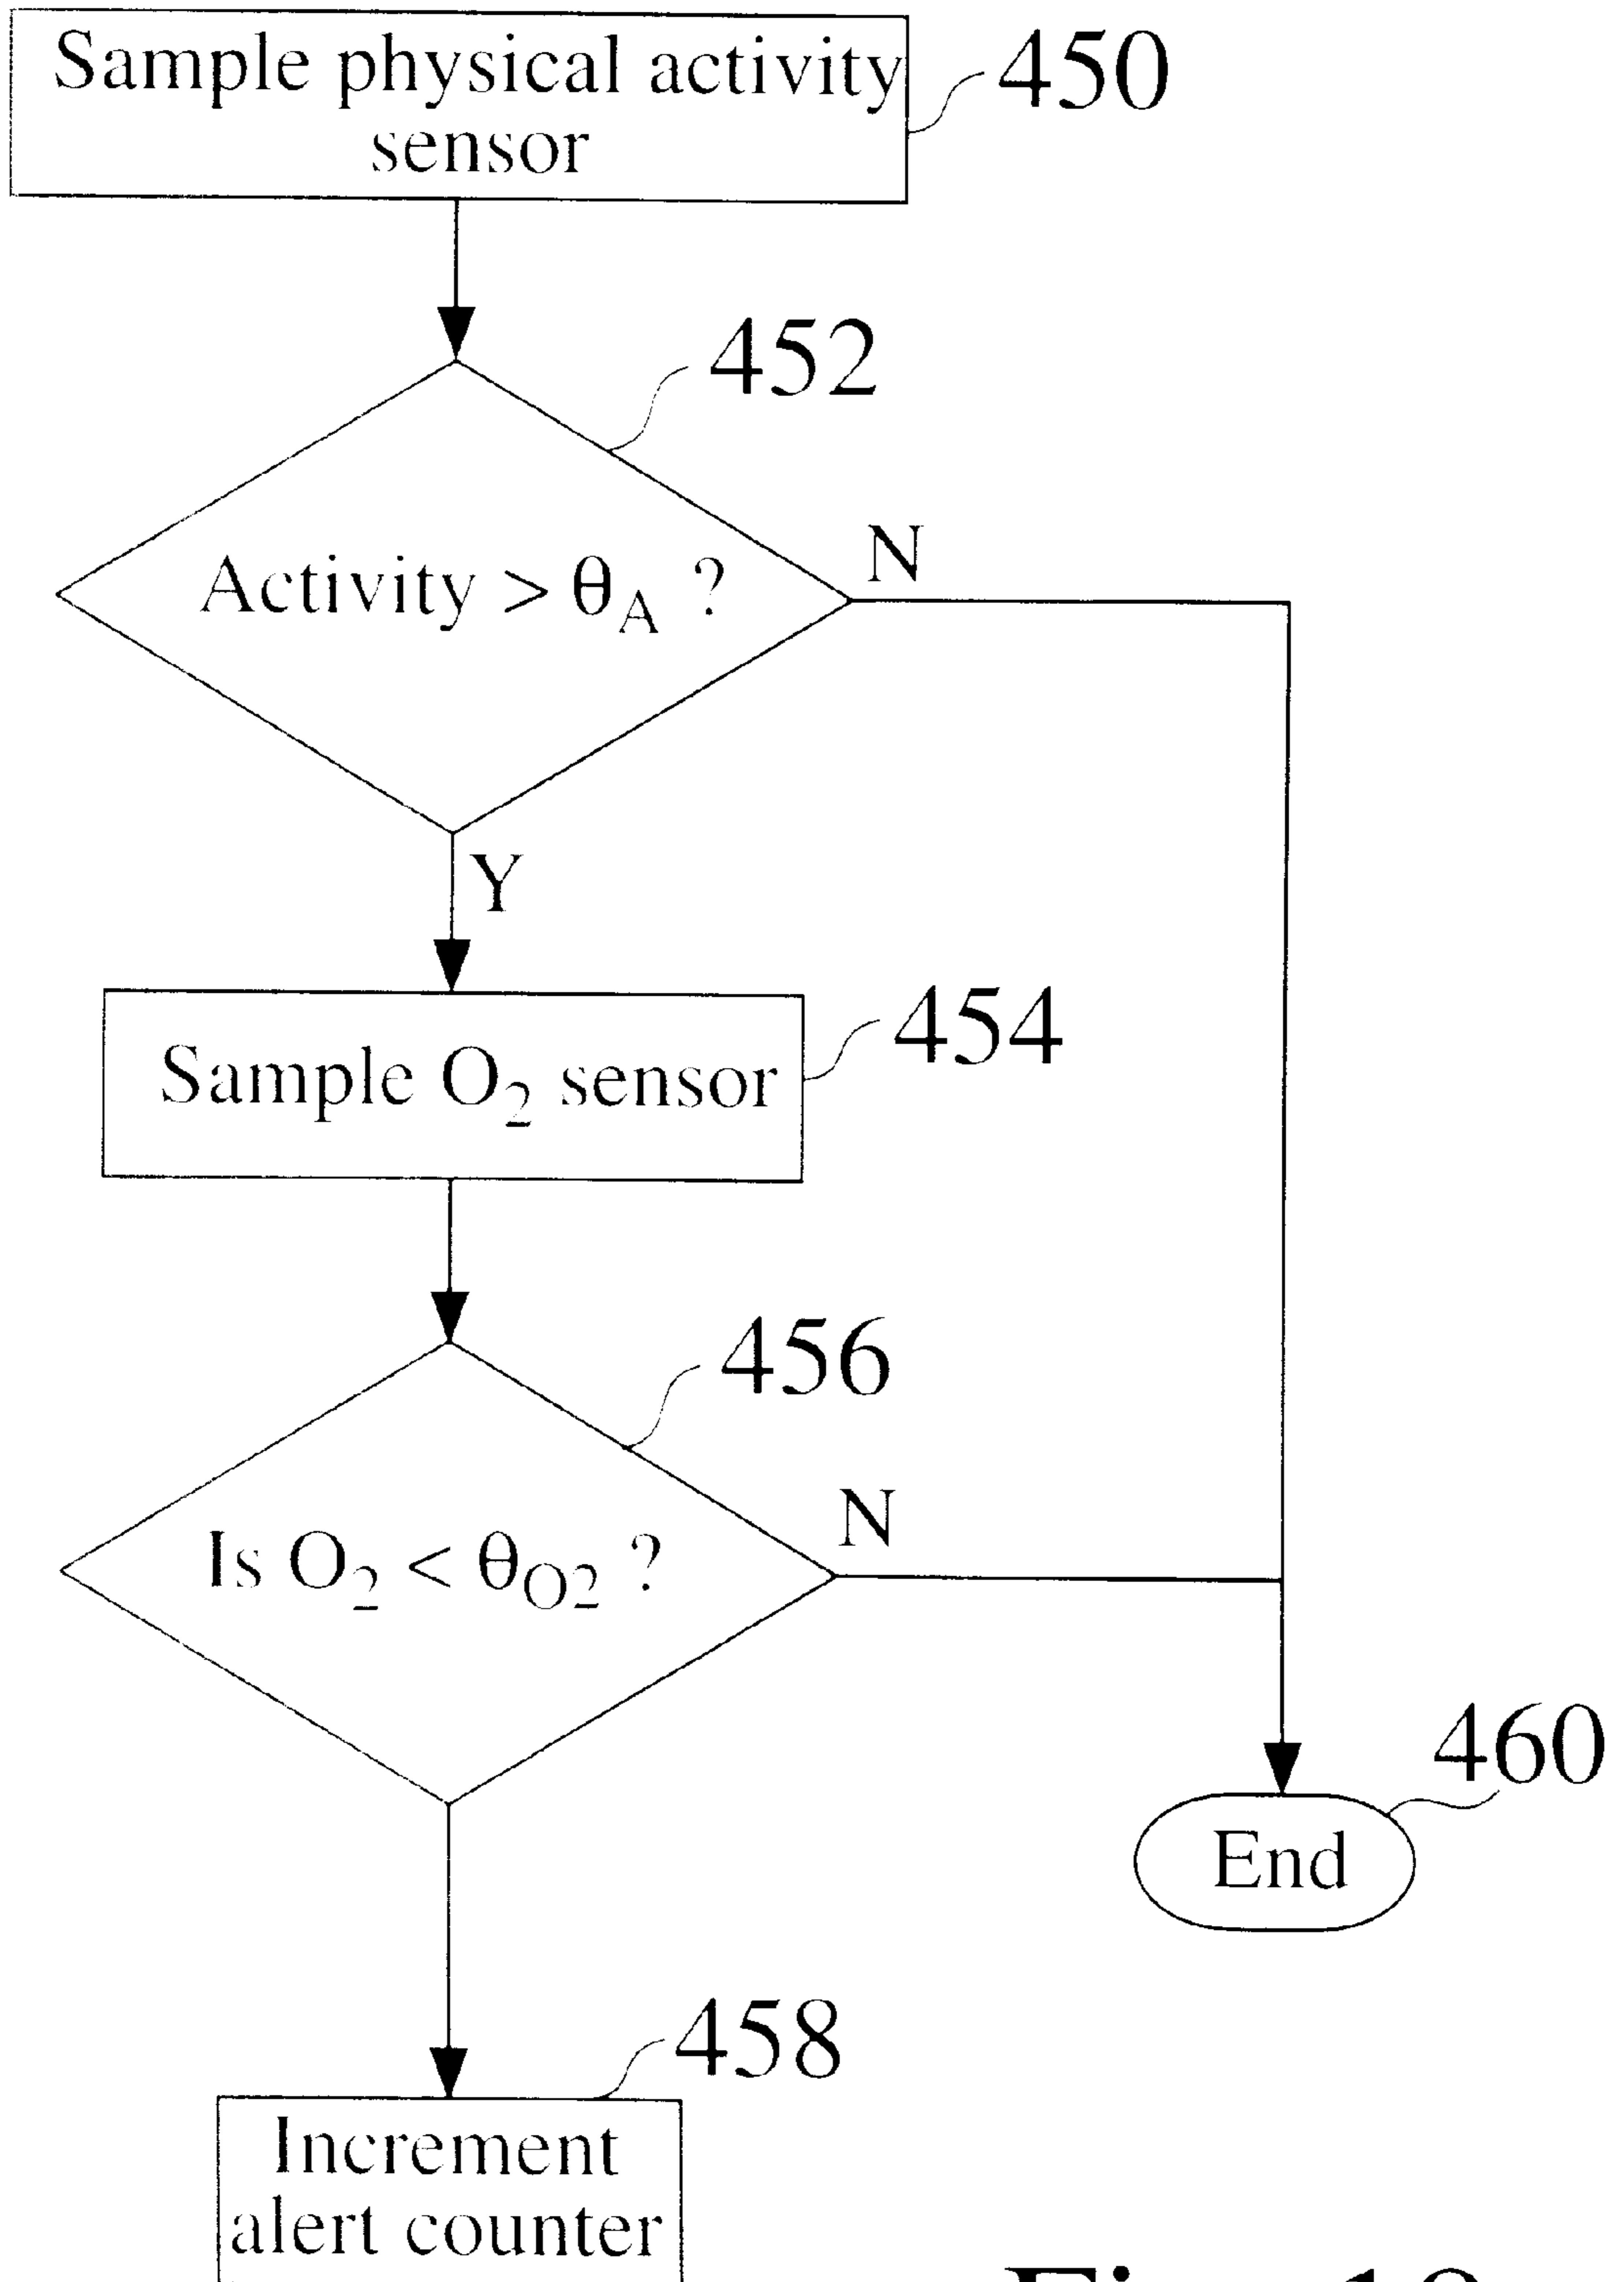 Sample physical activity
sensor
450
452
Activity > θA ?
N
Y
Sample O2 sensor
454
456
Is O2 < θO2 ?
N
460
End
458
Increment
alert counter